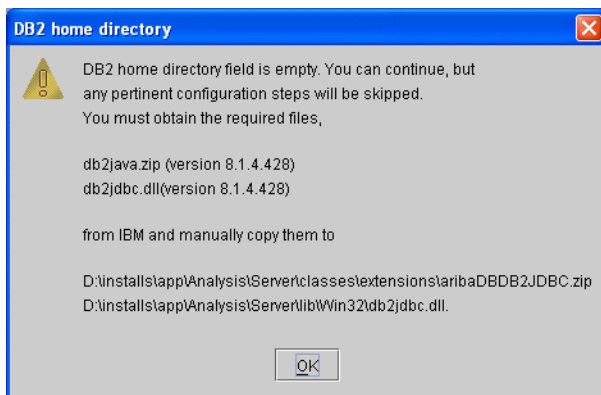 DB2 home directory
DB2 home directory field is empty. You can continue, but
any pertinent configuration steps will be skipped.
You must obtain the required files,
db2java.zip (version 8.1.4.428)
db2jdbc.dll(version 8.1.4.428)
from IBM and manually copy them to
D:\installs\app\Analysis\Server\classes\extensions\aribaDBDB2JDBC.zip
D:\installs\app\Analysis\Server\lib\Win32\db2jdbc.dll.
OK